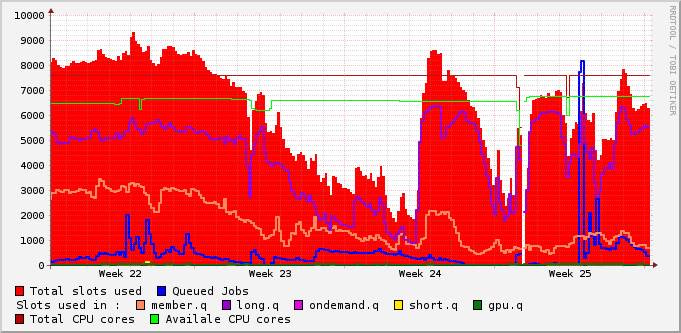 10000
9000
8000
7000
6000
5000
4000
3000
2000
1000
0
Week 22 Week 23 Week 24 Week 25
RRDTOOL / TOBI OETIKER
Total slots used Queued Jobs
Slots used in : member.q long.q ondemand.q short.q gpu.q
Total CPU cores Availale CPU cores